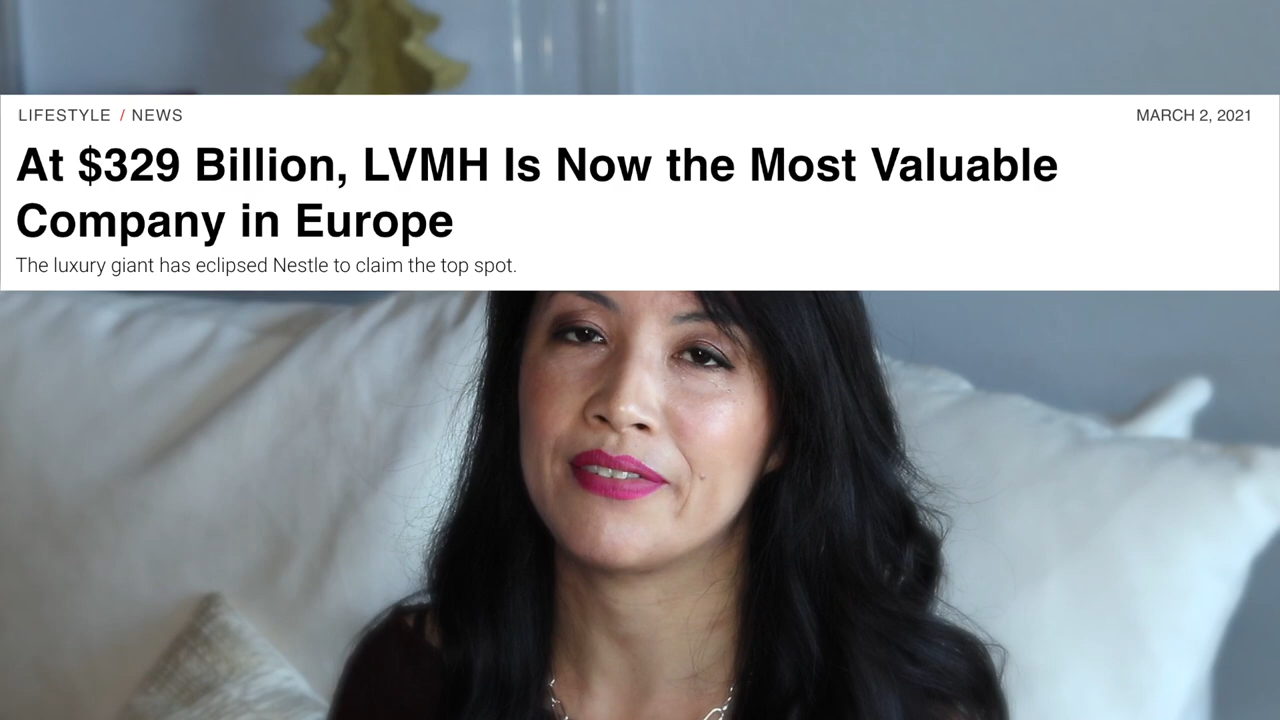 LIFESTYLE / NEWS
MARCH 2, 2021
At $329 Billion, LVMH Is Now the Most Valuable
Company in Europe
The luxury giant has eclipsed Nestle to claim the top spot.